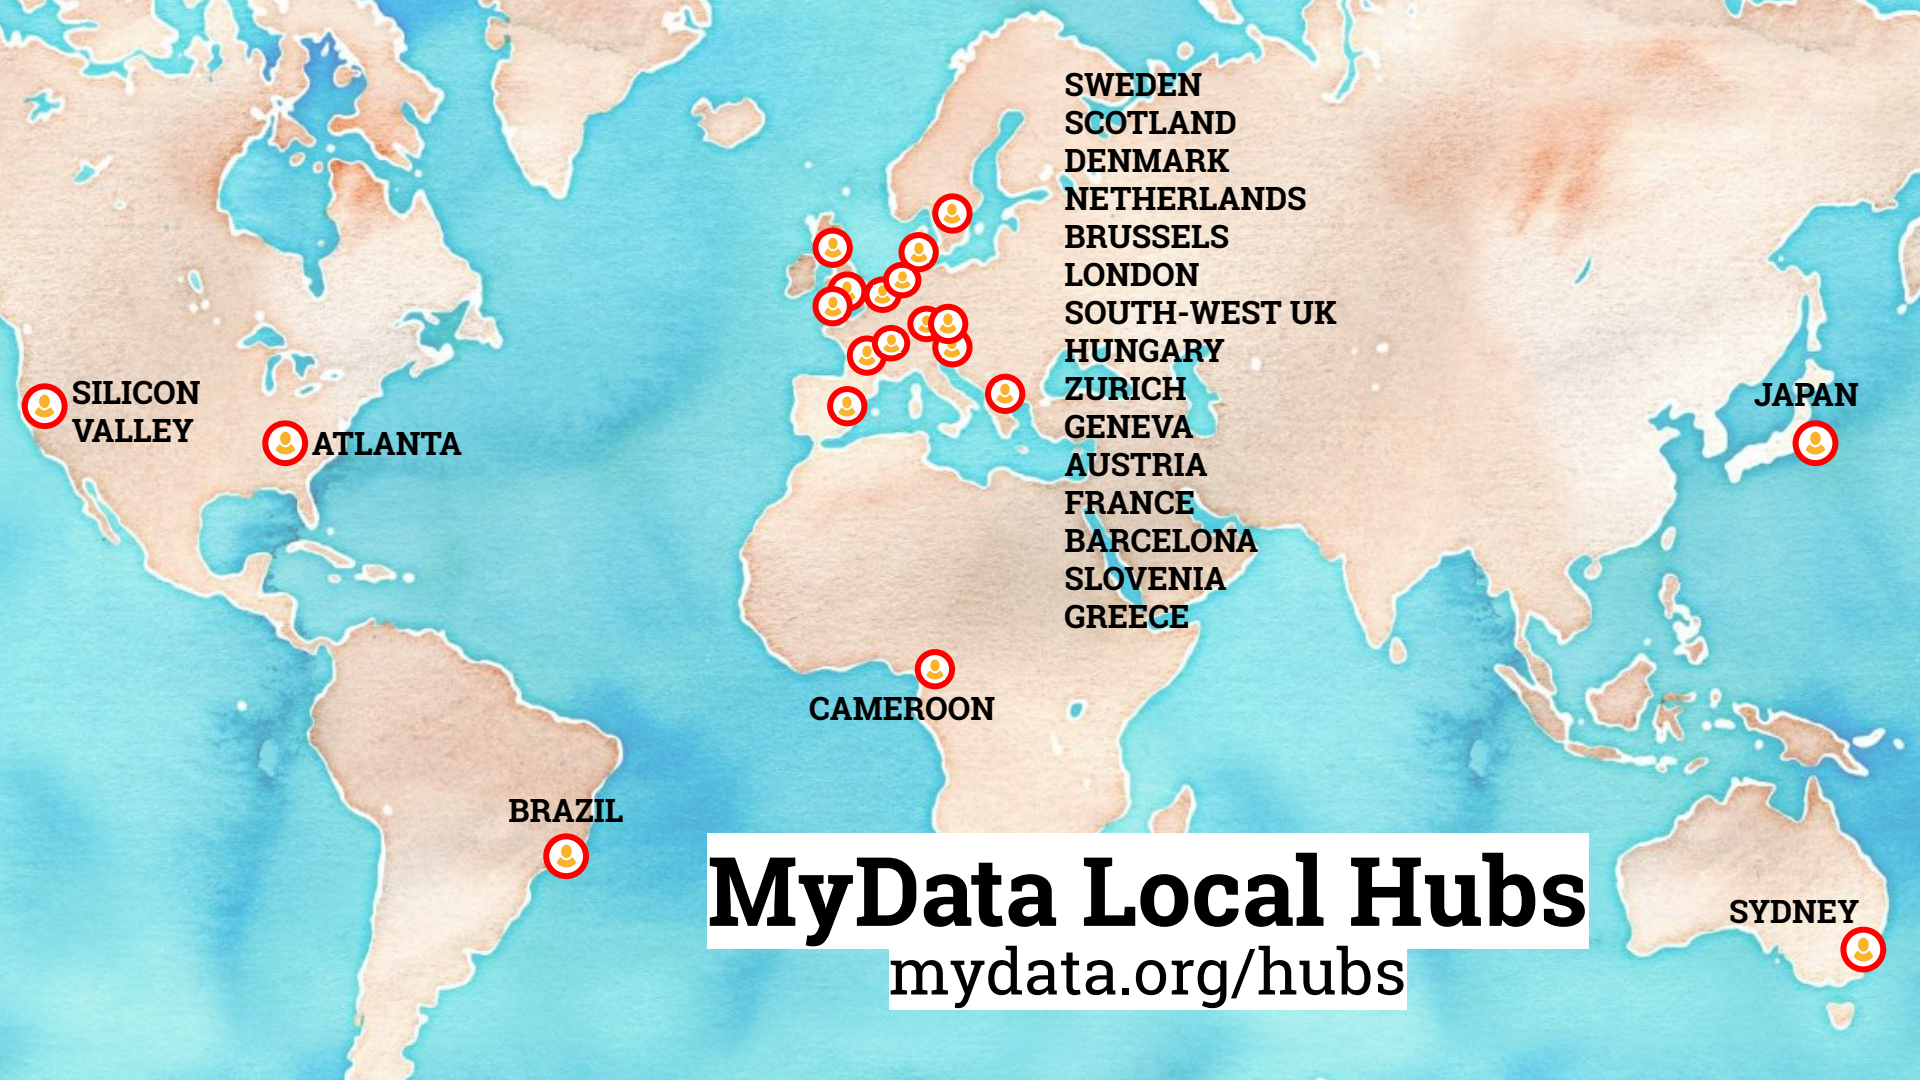 SWEDEN
SCOTLAND
DENMARK
NETHERLANDS
BRUSSELS
LONDON
SOUTH-WEST UK
HUNGARY
ZURICH
GENEVA
AUSTRIA
FRANCE
BARCELONA
SLOVENIA
GREECE
SILICON
VALLEY
ATLANTA
JAPAN
CAMEROON
BRAZIL
SYDNEY
MyData Local Hubs
mydata.org/hubs